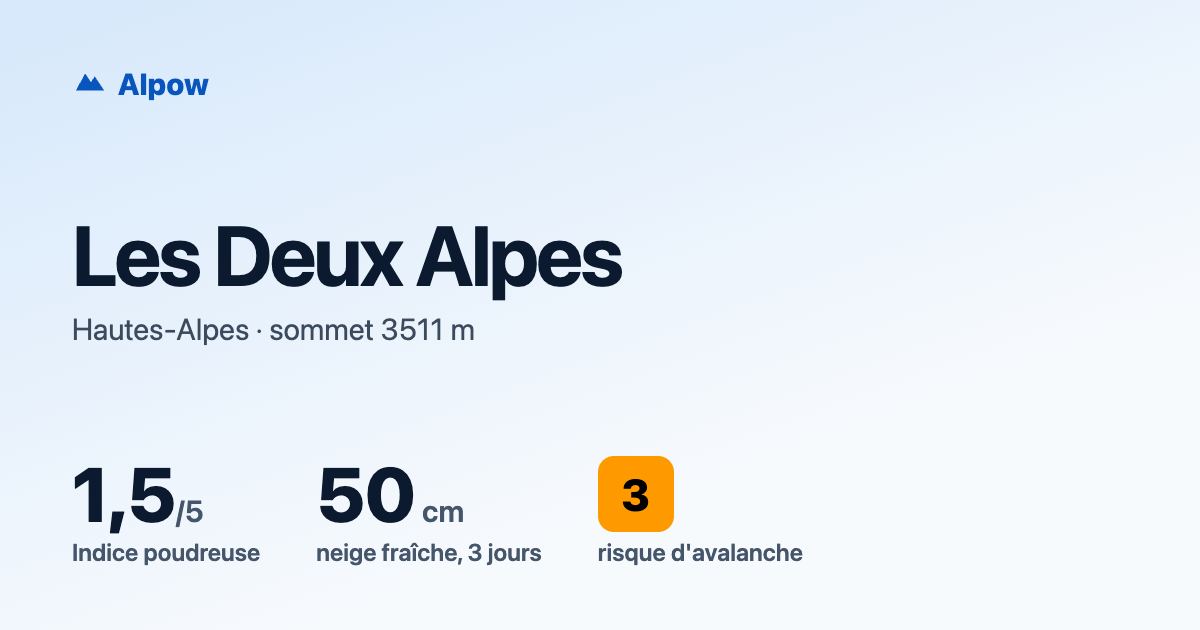 Alpow
Les Deux Alpes
Hautes-Alpes · sommet 3511 m
1,5/5
50 cm
3
Indice poudreuse
neige fraîche, 3 jours
risque d'avalanche